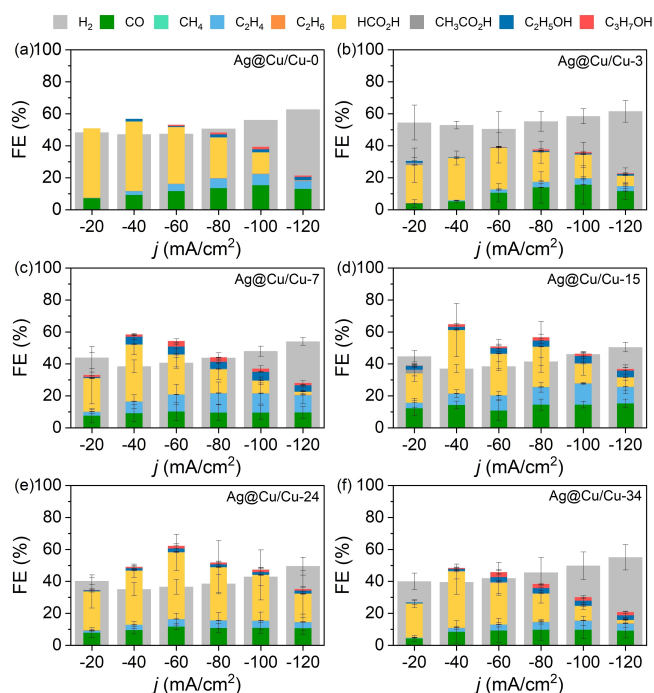 H₂ CO CH₄ C₂H₄ C₂H₆ HCO₂H CH₃CO₂H C₂H₅OH C₃H₇OH
(a) Ag@Cu/Cu-0
100
80
60
40
20
0
FE (%)
-20 -40 -60 -80 -100 -120
j (mA/cm²)
(b) Ag@Cu/Cu-3
100
80
60
40
20
0
FE (%)
-20 -40 -60 -80 -100 -120
j (mA/cm²)
(c) Ag@Cu/Cu-7
100
80
60
40
20
0
FE (%)
-20 -40 -60 -80 -100 -120
j (mA/cm²)
(d) Ag@Cu/Cu-15
100
80
60
40
20
0
FE (%)
-20 -40 -60 -80 -100 -120
j (mA/cm²)
(e) Ag@Cu/Cu-24
100
80
60
40
20
0
FE (%)
-20 -40 -60 -80 -100 -120
j (mA/cm²)
(f) Ag@Cu/Cu-34
100
80
60
40
20
0
FE (%)
-20 -40 -60 -80 -100 -120
j (mA/cm²)